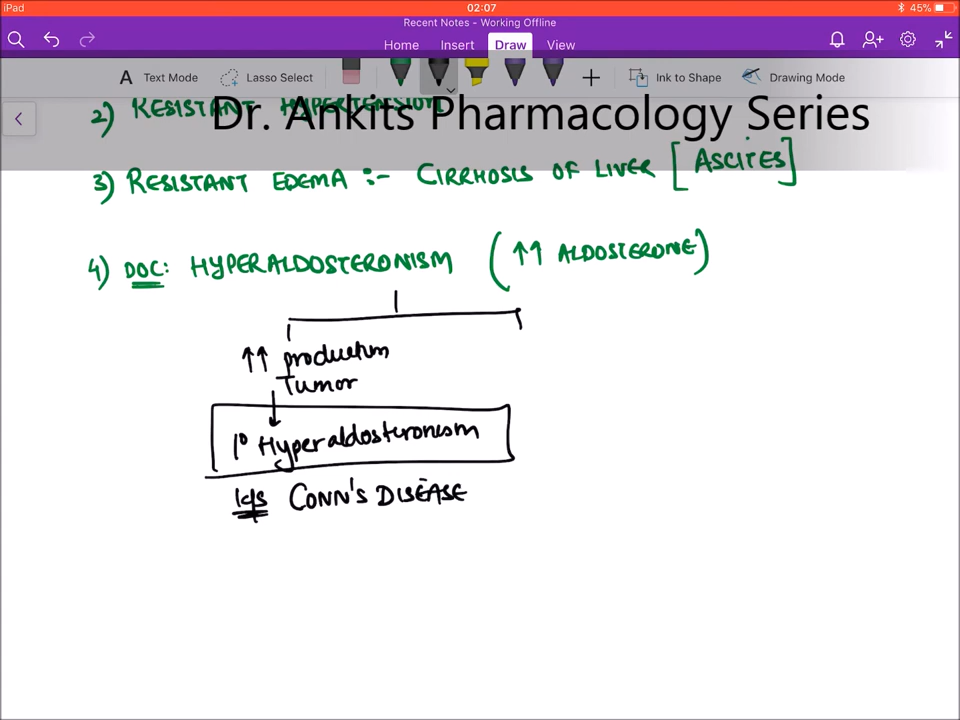 iPad
02:07
45%
Recent Notes - Working Offline
Home Insert Draw View
Text Mode Lasso Select Ink to Shape Drawing Mode
Dr. Ankits Pharmacology Series
2) RESISTANT HYPERTENSION
3) RESISTANT EDEMA :- CIRRHOSIS OF LIVER [ASCITES]
4) DOC: HYPERALDOSTERONISM (↑↑ ALDOSTERONE)
↑↑ production
Tumor
1° Hyperaldosteronism
k/s CONN'S DISEASE